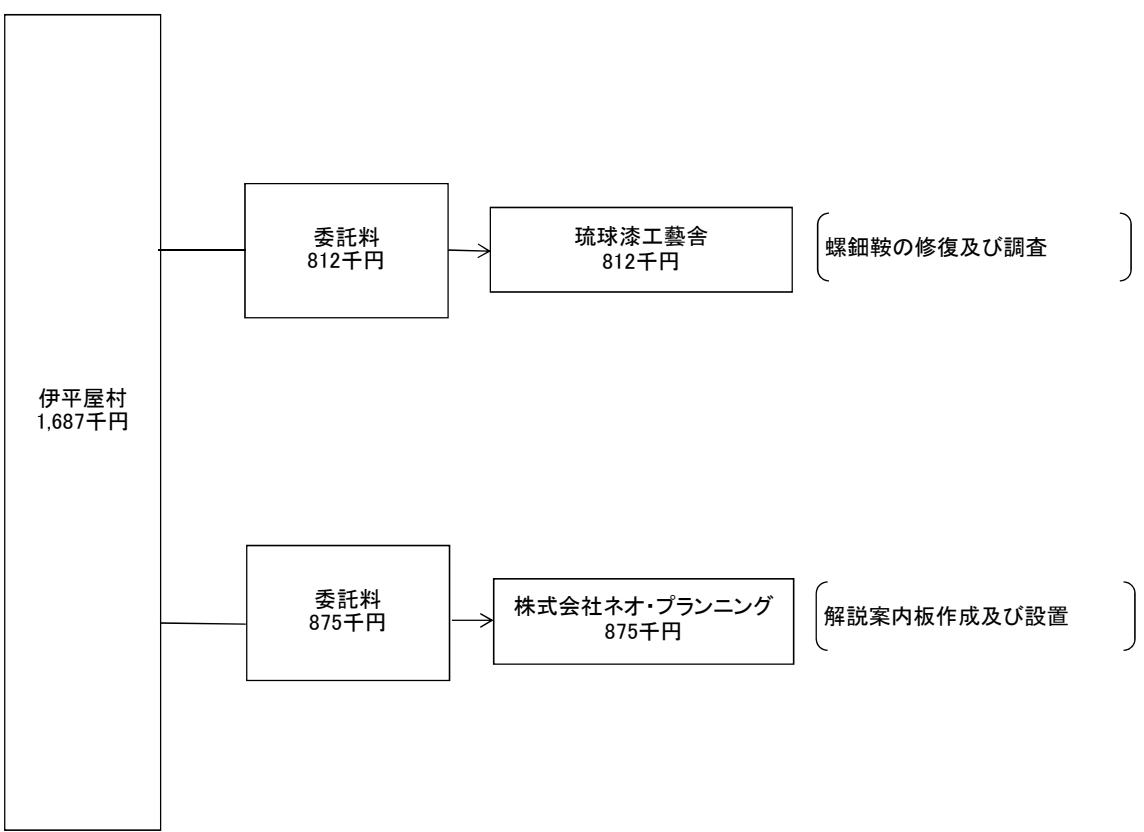 伊平屋村
1,687千円
委託料
812千円
琉球漆工藝舎
812千円
螺鈿鞍の修復及び調査
委託料
875千円
株式会社ネオ・プランニング
875千円
解説案内板作成及び設置